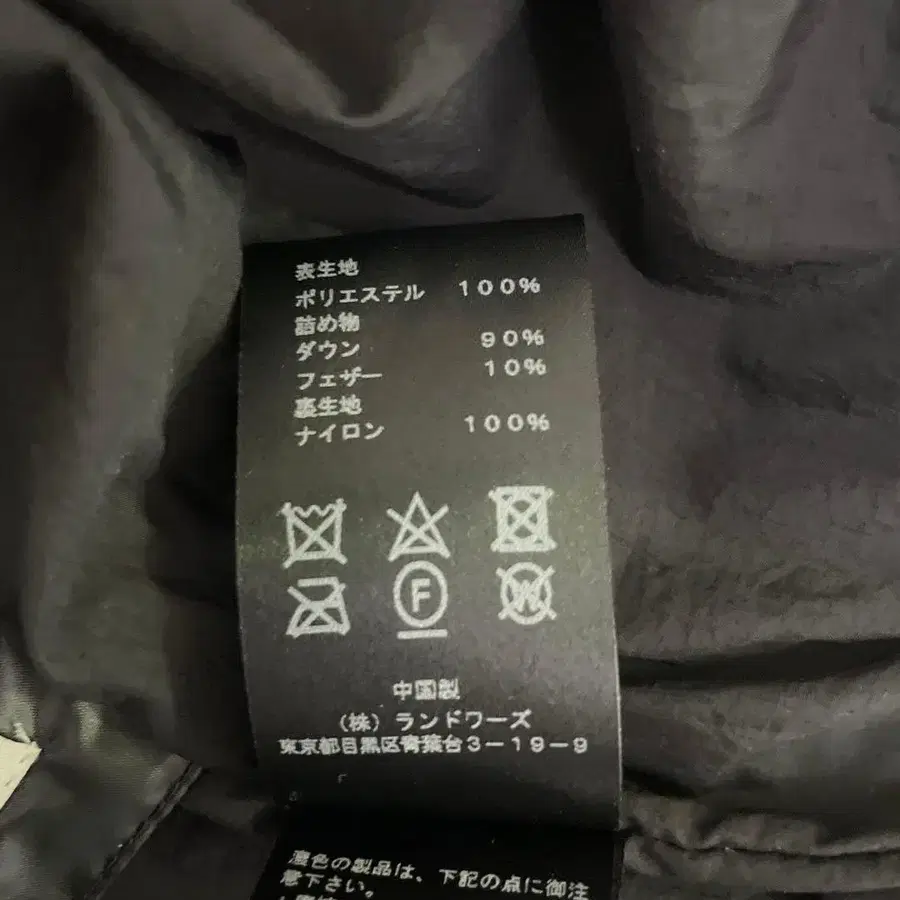 表生地
ポリエステル 100%
詰め物
ダウン 90%
フェザー 10%
裏生地
ナイロン 100%
F
W
中国製
(株)ランドワーズ
東京都目黒区青葉台3-19-9
濃色の製品は、下記の点に御注
意下さい。